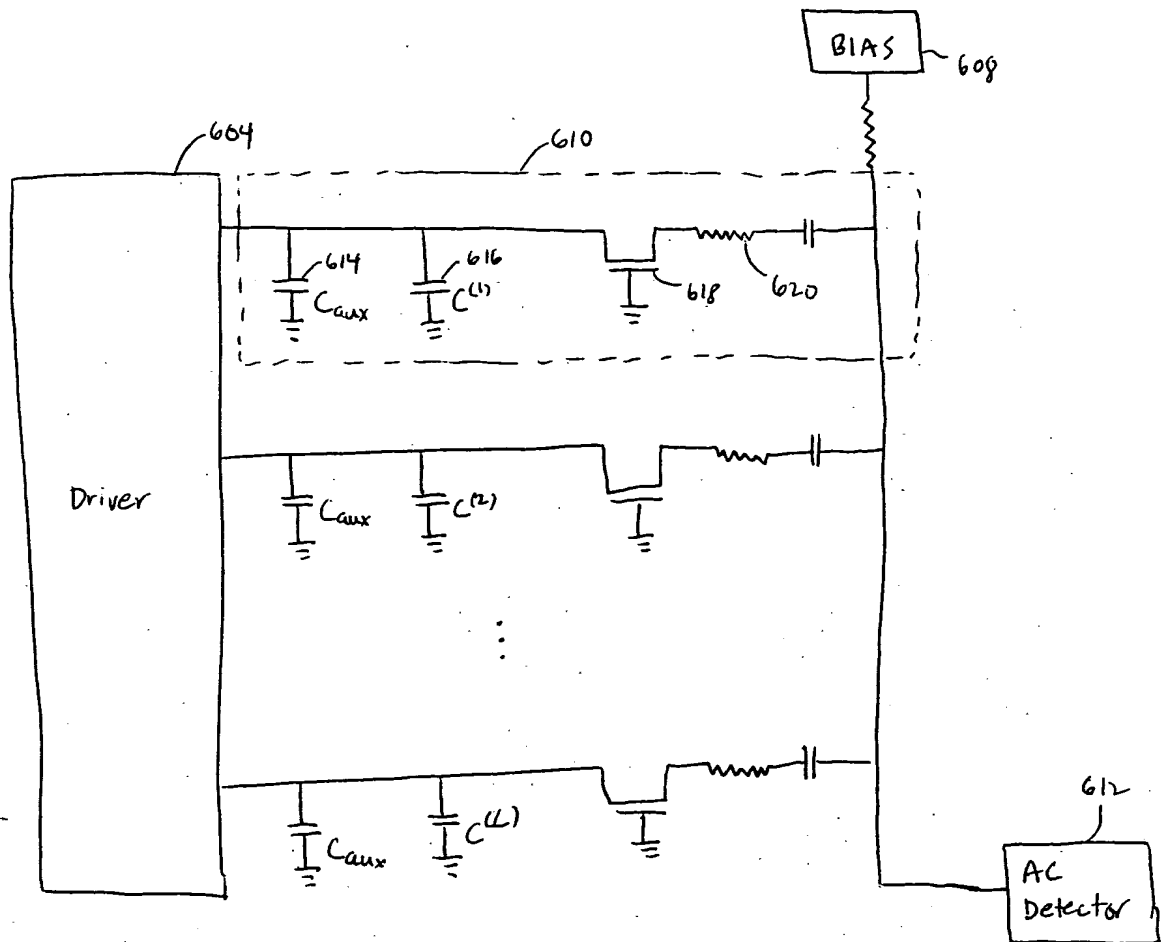 BIAS
608
604
610
614
616
618
620
Caux
C(1)
Driver
Caux
C(2)
Caux
C(L)
612
AC
Detector